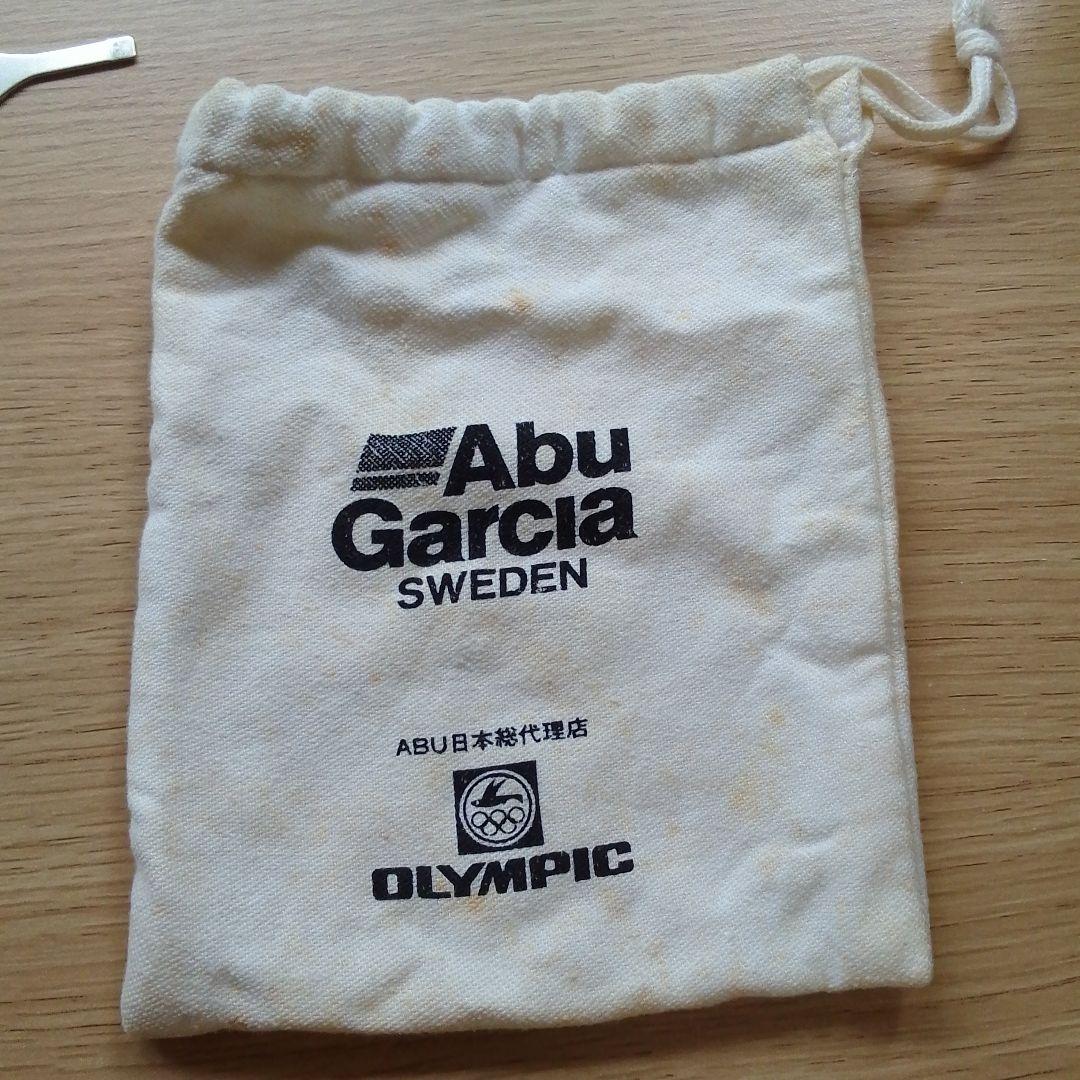 Abu
Garcia
SWEDEN
ABU日本総代理店
OLYMPIC